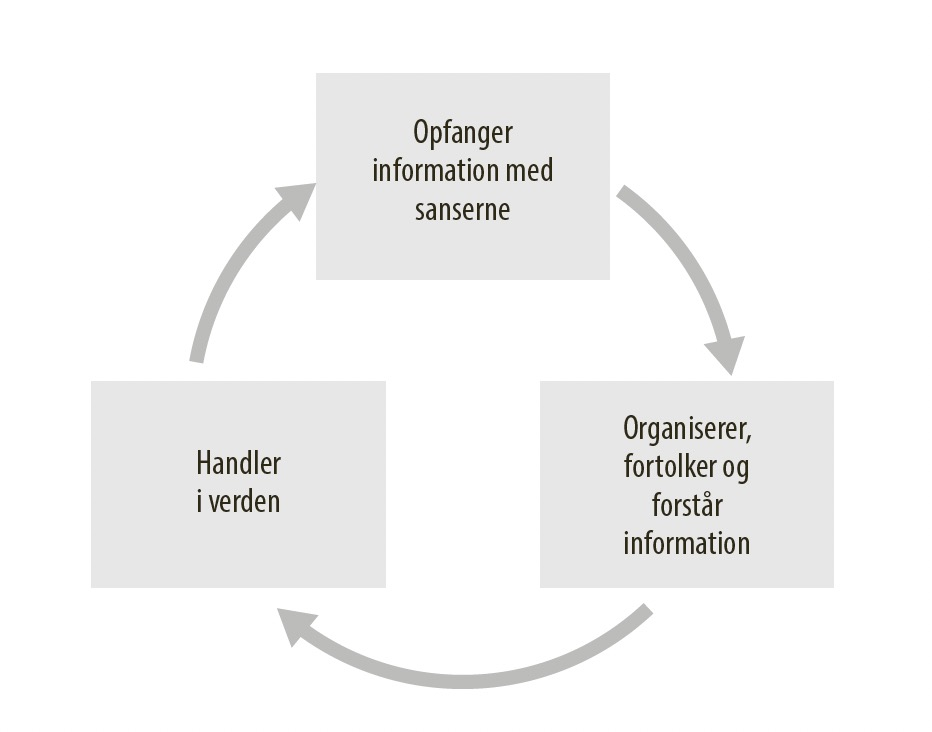 Opfanger
information med
sanserne
Organiserer,
fortolker og
forstår
information
Handler
i verden